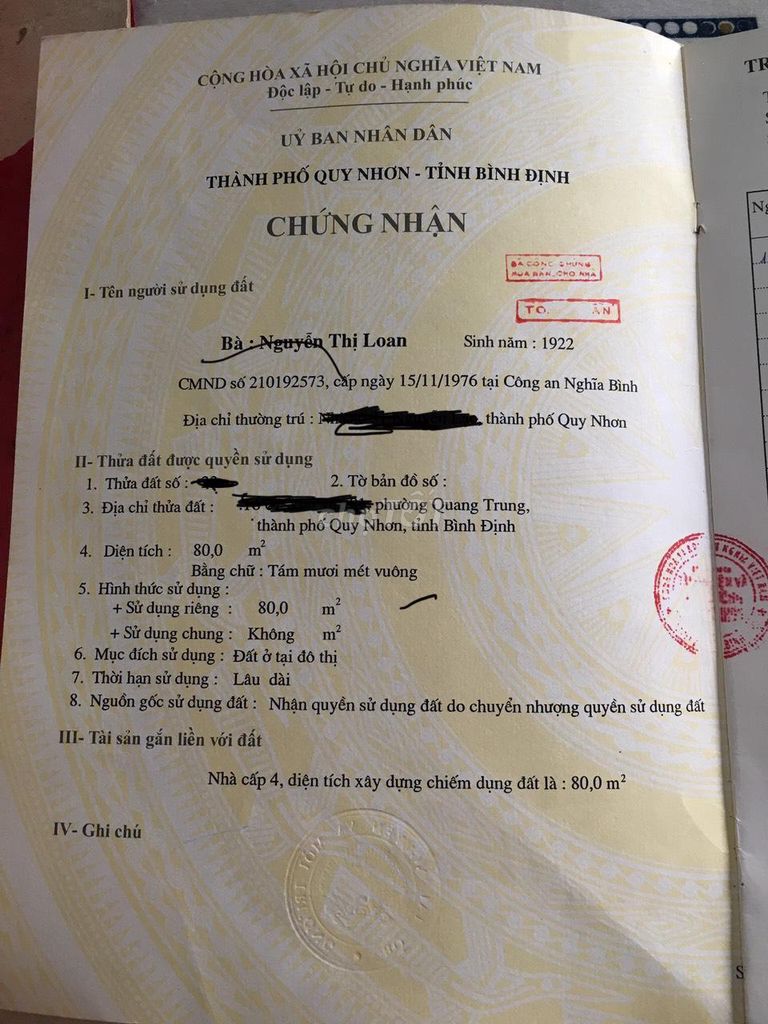 CỘNG HÒA XÃ HỘI CHỦ NGHĨA VIỆT NAM
Độc lập - Tự do - Hạnh phúc
UỶ BAN NHÂN DÂN
THÀNH PHỐ QUY NHƠN - TỈNH BÌNH ĐỊNH
CHỨNG NHẬN
I- Tên người sử dụng đất
Bà : Nguyễn Thị Loan Sinh năm : 1922
CMND số 210192573, cấp ngày 15/11/1976 tại Công an Nghĩa Bình
Địa chỉ thường trú : thành phố Quy Nhơn
II- Thửa đất được quyền sử dụng
1. Thửa đất số : 2. Tờ bản đồ số :
3. Địa chỉ thửa đất : phường Quang Trung,
thành phố Quy Nhơn, tỉnh Bình Định
4. Diện tích : 80,0 m²
Bằng chữ : Tám mươi mét vuông
5. Hình thức sử dụng :
+ Sử dụng riêng : 80,0 m²
+ Sử dụng chung : Không m²
6. Mục đích sử dụng : Đất ở tại đô thị
7. Thời hạn sử dụng : Lâu dài
8. Nguồn gốc sử dụng đất : Nhận quyền sử dụng đất do chuyển nhượng quyền sử dụng đất
III- Tài sản gắn liền với đất
Nhà cấp 4, diện tích xây dựng chiếm dụng đất là : 80,0 m²
IV- Ghi chú